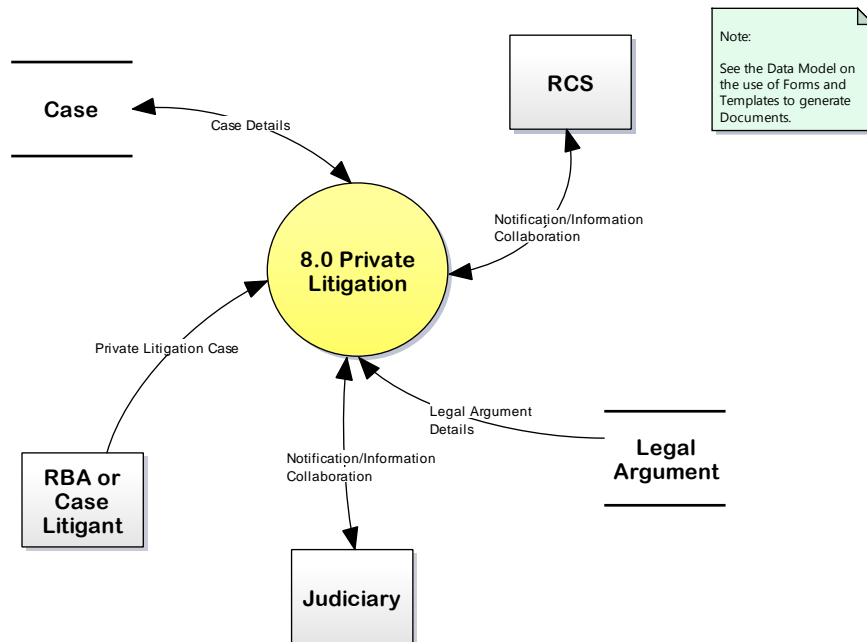 Note:
See the Data Model on
the use of Forms and
Templates to generate
Documents.
RCS
Case
Case Details
Notification/Information
Collaboration
8.0 Private
Litigation
Private Litigation Case
Legal Argument
Details
Legal
Argument
Notification/Information
Collaboration
RBA or
Case
Litigant
Judiciary